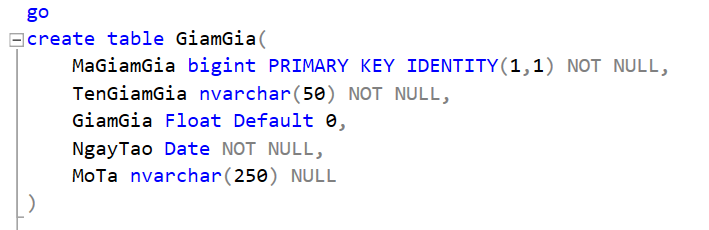 go
create table GiamGia(
MaGiamGia bigint PRIMARY KEY IDENTITY(1,1) NOT NULL,
TenGiamGia nvarchar(50) NOT NULL,
GiamGia Float Default 0,
NgayTao Date NOT NULL,
MoTa nvarchar(250) NULL
)